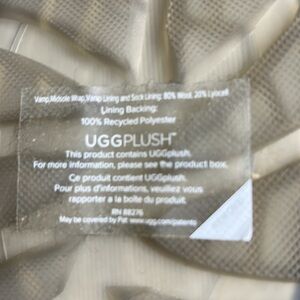 Vamp, Midsole Wrap, Vamp Lining and Sock Lining: 80% Wool, 20% Lyocell
Lining Backing:
100% Recycled Polyester
UGGPLUSH™
This product contains UGGplush.
For more information, please see the product box.
Ce produit contient UGGplush.
Pour plus d'informations, veuillez vous
rapporter à la boîte du produit.
RN 88276
May be covered by Pat. www.ugg.com/patents